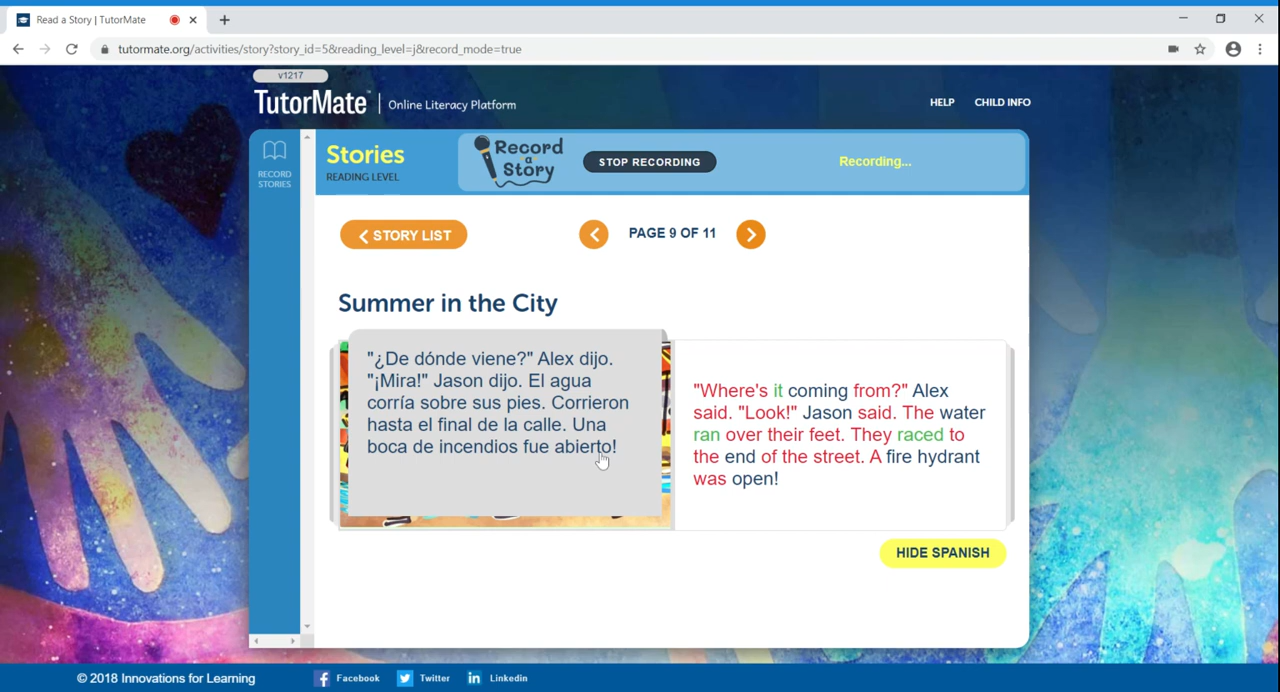 Read a Story | TutorMate
tutormate.org/activities/story?story_id=5&reading_level=j&record_mode=true
v1217
TutorMate™ | Online Literacy Platform
HELP CHILD INFO
RECORD
STORIES
Stories
READING LEVEL
Record
a
Story
STOP RECORDING
Recording...
STORY LIST
PAGE 9 OF 11
Summer in the City
"¿De dónde viene?" Alex dijo.
"¡Mira!" Jason dijo. El agua
corría sobre sus pies. Corrieron
hasta el final de la calle. Una
boca de incendios fue abierto!
"Where's it coming from?" Alex
said. "Look!" Jason said. The water
ran over their feet. They raced to
the end of the street. A fire hydrant
was open!
HIDE SPANISH
© 2018 Innovations for Learning
Facebook
Twitter
Linkedin